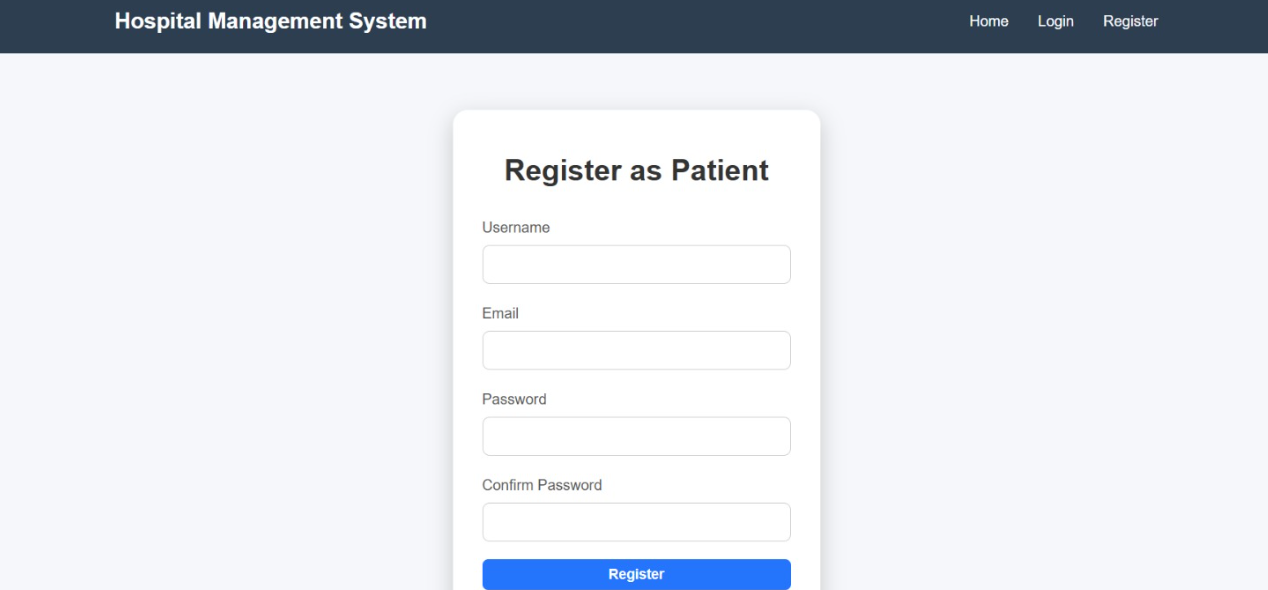 Hospital Management System
Home Login Register
Register as Patient
Username
Email
Password
Confirm Password
Register